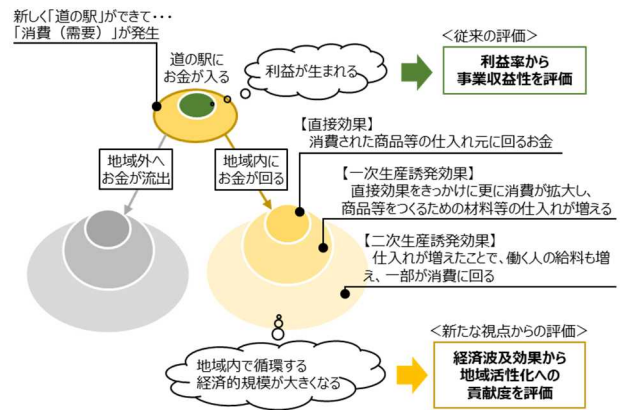 新しく「道の駅」ができて・・・
「消費（需要）」が発生
道の駅に
お金が入る
利益が生まれる
＜従来の評価＞
利益率から
事業収益性を評価
地域外へ
お金が流出
地域内に
お金が回る
【直接効果】
消費された商品等の仕入れ元に回るお金
【一次生産誘発効果】
直接効果をきっかけに更に消費が拡大し、
商品等をつくるための材料等の仕入れが増える
【二次生産誘発効果】
仕入れが増えたことで、働く人の給料も増
え、一部が消費に回る
地域内で循環する
経済的規模が大きくなる
＜新たな視点からの評価＞
経済波及効果から
地域活性化への
貢献度を評価